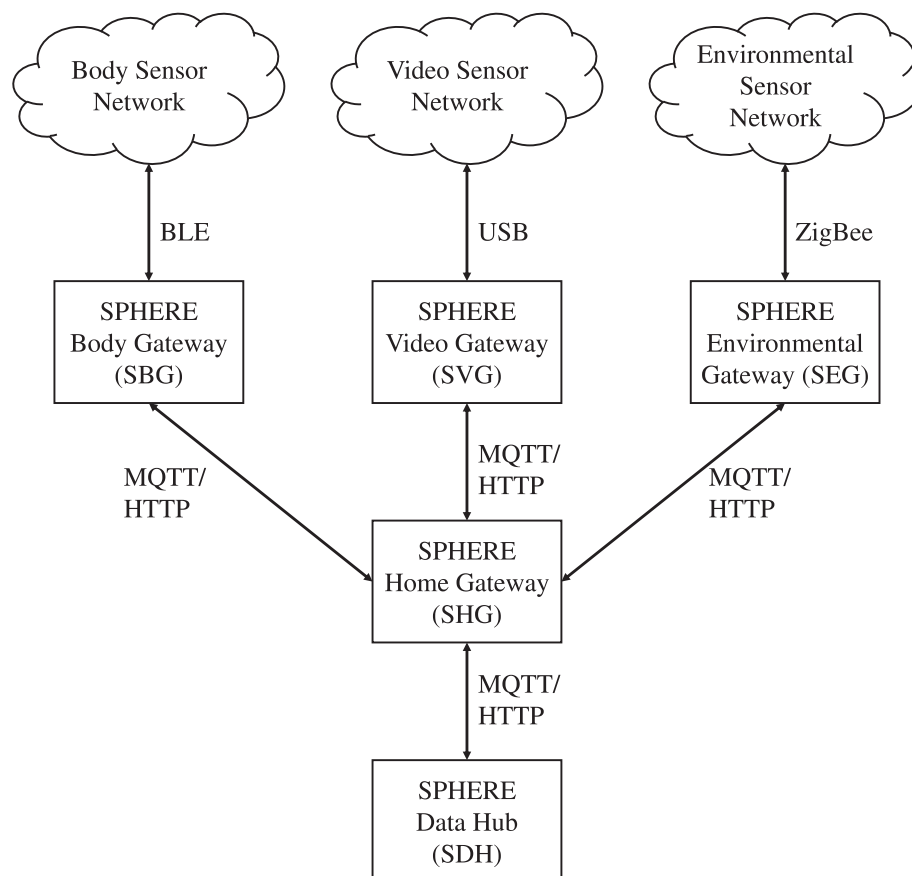 Body Sensor
Network
Video Sensor
Network
Environmental
Sensor
Network
BLE
USB
ZigBee
SPHERE
Body Gateway
(SBG)
SPHERE
Video Gateway
(SVG)
SPHERE
Environmental
Gateway (SEG)
MQTT/
HTTP
MQTT/
HTTP
MQTT/
HTTP
SPHERE
Home Gateway
(SHG)
MQTT/
HTTP
SPHERE
Data Hub
(SDH)